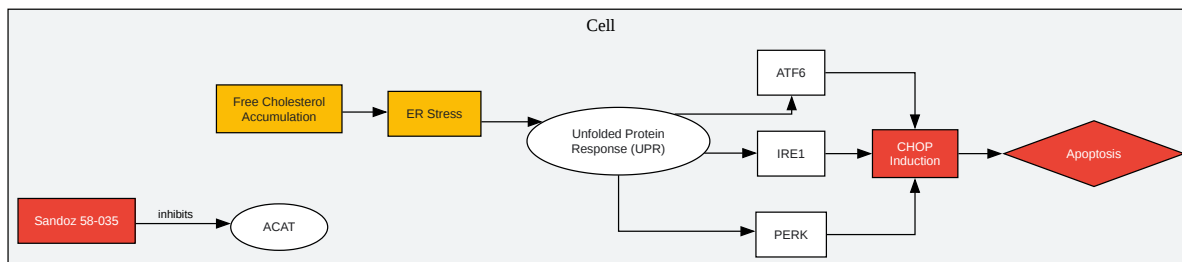 Cell
ATF6
Free Cholesterol
Accumulation
ER Stress
Unfolded Protein
Response (UPR)
IRE1
CHOP
Induction
Apoptosis
Sandoz 58-035
inhibits
ACAT
PERK